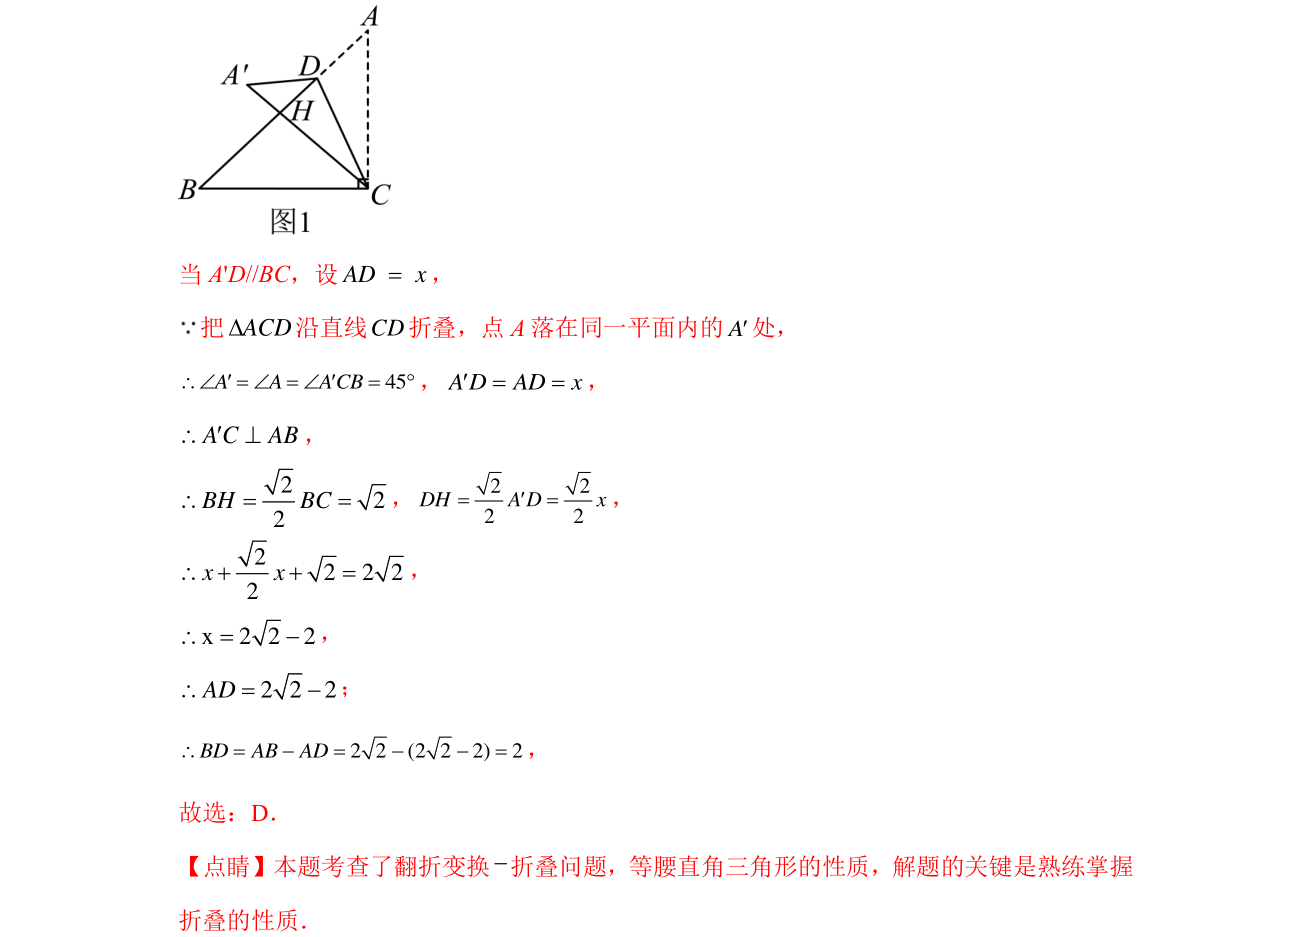 A
A′ D
H
B C
图1
当 A'D//BC，设 AD = x，
∵把 ΔACD 沿直线 CD 折叠，点 A 落在同一平面内的 A′ 处，
∴∠A′ = ∠A = ∠A′CB = 45°， A′D = AD = x，
∴ A′C ⊥ AB，
∴ BH = √2/2 BC = √2， DH = √2/2 A′D = √2/2 x，
∴ x + √2/2 x + √2 = 2√2，
∴ x = 2√2 − 2，
∴ AD = 2√2 − 2；
∴ BD = AB − AD = 2√2 − (2√2 − 2) = 2，
故选：D．
【点睛】本题考查了翻折变换−折叠问题，等腰直角三角形的性质，解题的关键是熟练掌握
折叠的性质．